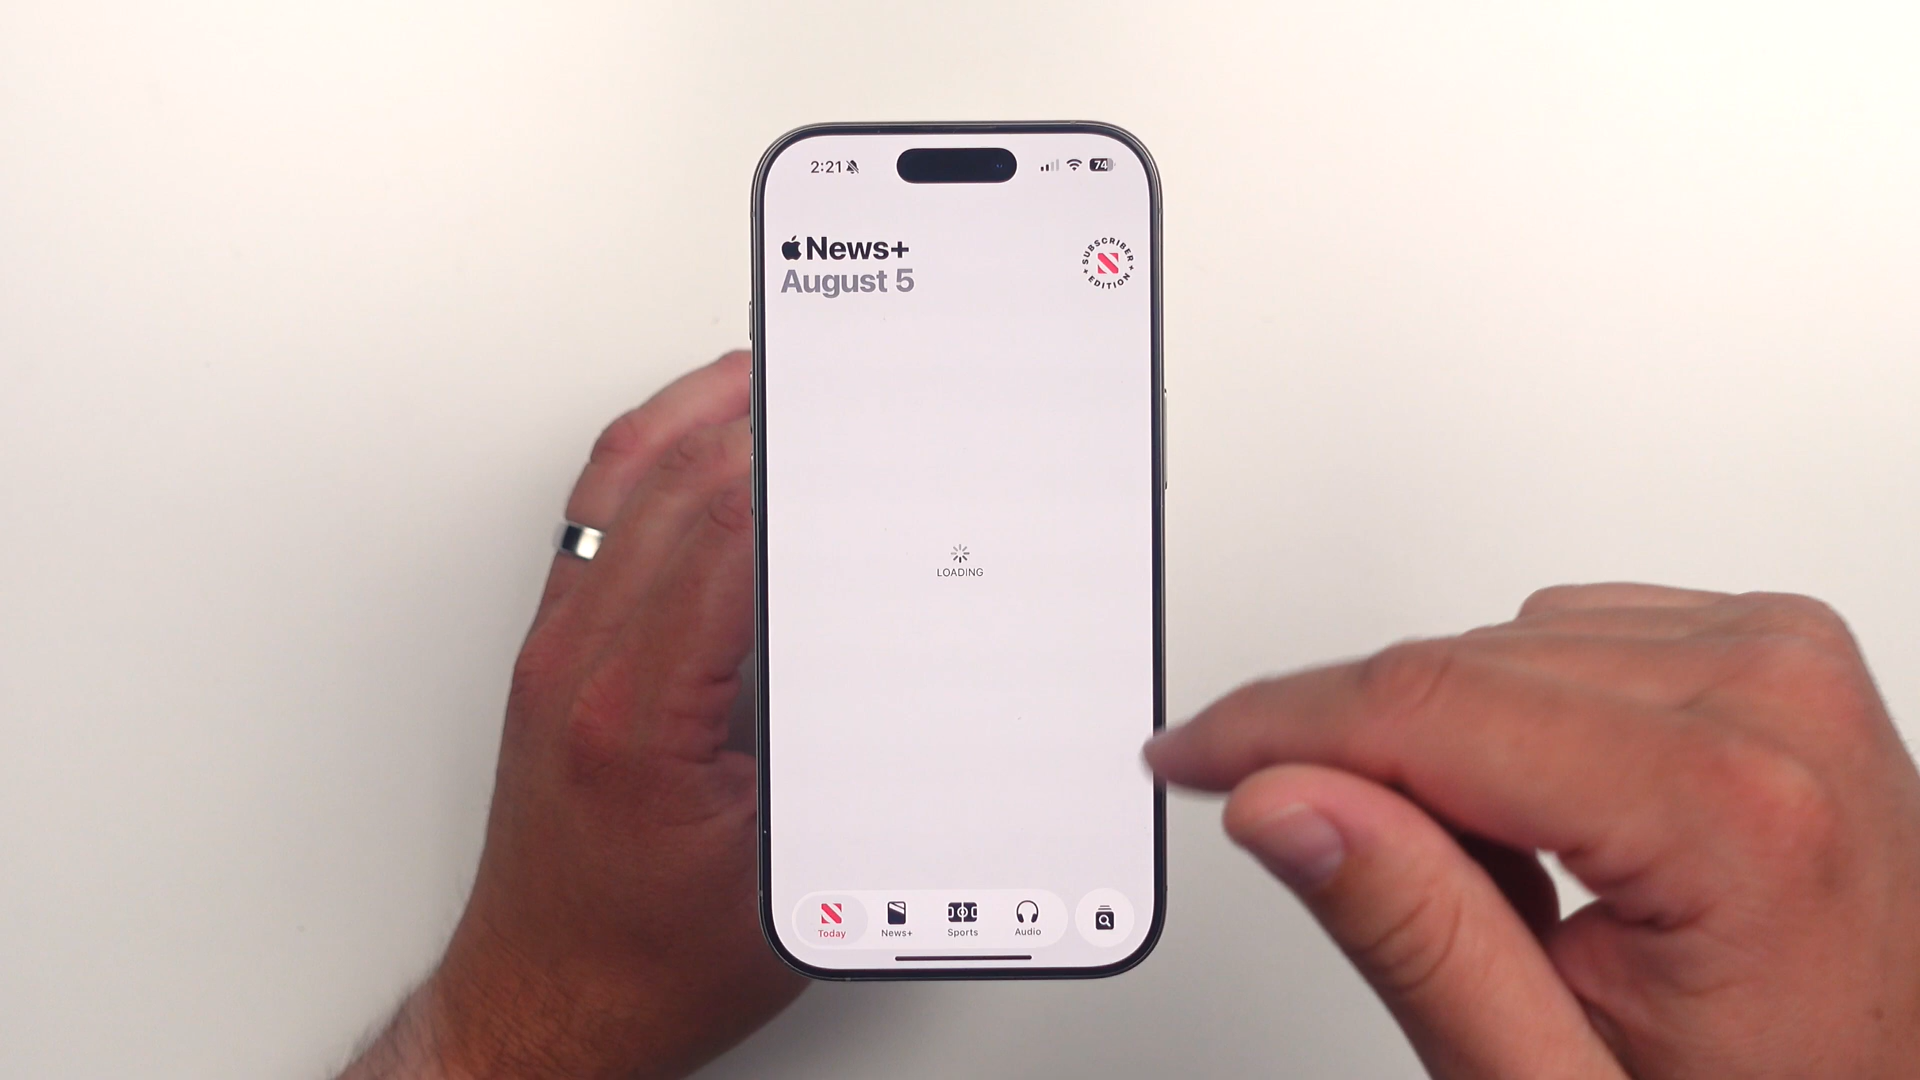 2:21
74
News+
August 5
SUBSCRIBER
EDITION
LOADING
Today
News+
Sports
Audio